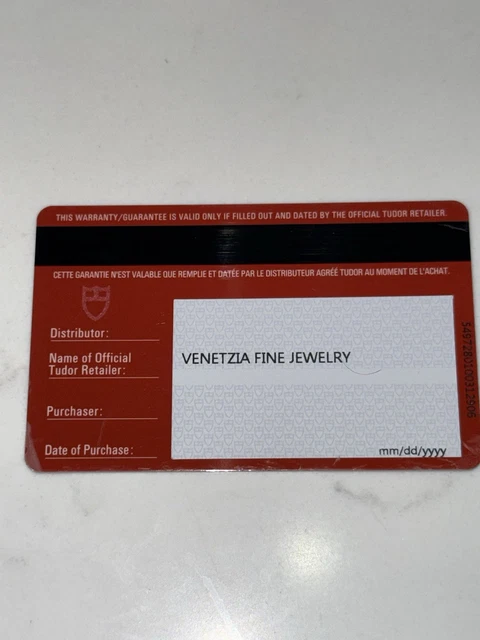 THIS WARRANTY/GUARANTEE IS VALID ONLY IF FILLED OUT AND DATED BY THE OFFICIAL TUDOR RETAILER.
CETTE GARANTIE N'EST VALABLE QUE REMPLIE ET DATÉE PAR LE DISTRIBUTEUR AGRÉÉ TUDOR AU MOMENT DE L'ACHAT.
Distributor:
Name of Official
Tudor Retailer:
VENETZIA FINE JEWELRY
Purchaser:
Date of Purchase:
mm/dd/yyyy
5497280100312906